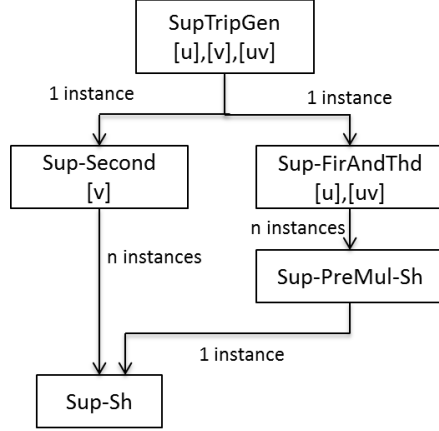 SupTripGen
[u],[v],[uv]
1 instance
1 instance
Sup-Second
[v]
Sup-FirAndThd
[u],[uv]
n instances
n instances
Sup-PreMul-Sh
1 instance
Sup-Sh